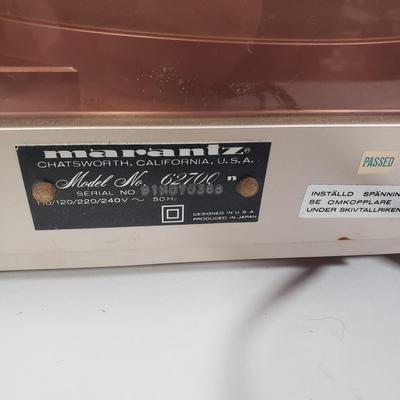 marantz
CHATSWORTH, CALIFORNIA, U.S.A.
Model No. 62700 n
SERIAL NO
110/120/220/240V ~ 50Hz
DESIGNED IN U.S.A.
PRODUCED IN JAPAN
PASSED
INSTÄLLD SPÄNNIN
SE OMKOPPLARE
UNDER SKIVTALLRIKEN